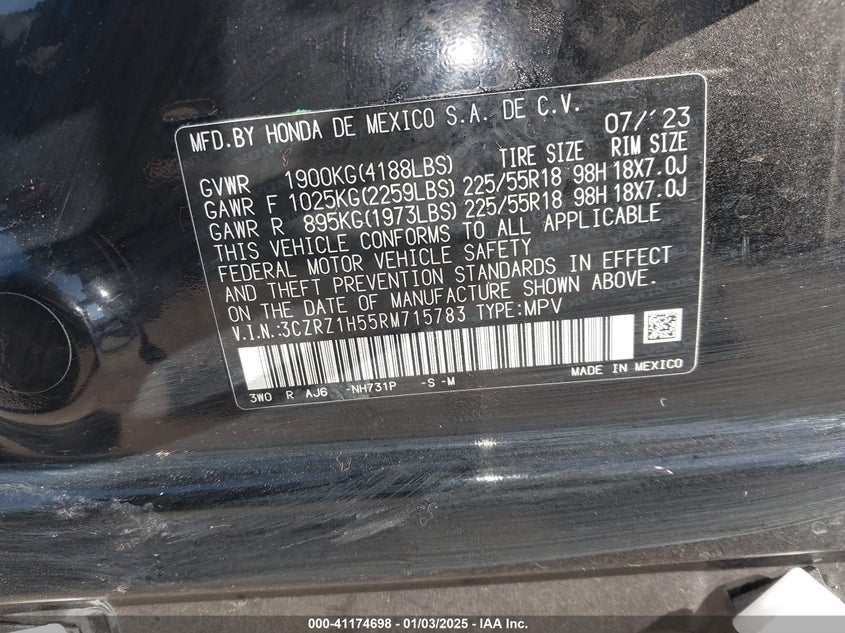 MFD.BY HONDA DE MEXICO S.A. DE C.V. 07/'23
TIRE SIZE RIM SIZE
GVWR 1900KG(4188LBS)
GAWR F 1025KG(2259LBS) 225/55R18 98H 18X7.0J
GAWR R 895KG(1973LBS) 225/55R18 98H 18X7.0J
THIS VEHICLE CONFORMS TO ALL APPLICABLE
FEDERAL MOTOR VEHICLE SAFETY
AND THEFT PREVENTION STANDARDS IN EFFECT
ON THE DATE OF MANUFACTURE SHOWN ABOVE.
V.I.N.:3CZRZ1H55RM715783 TYPE:MPV
3W0 R AJ6 -NH731P -S -M MADE IN MEXICO
000-41174698 - 01/03/2025 - IAA Inc.